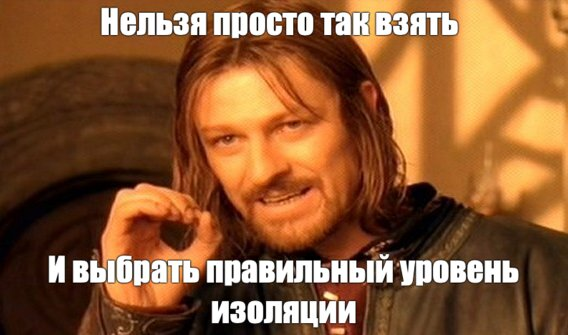 Нельзя просто так взять
И выбрать правильный уровень
изоляции